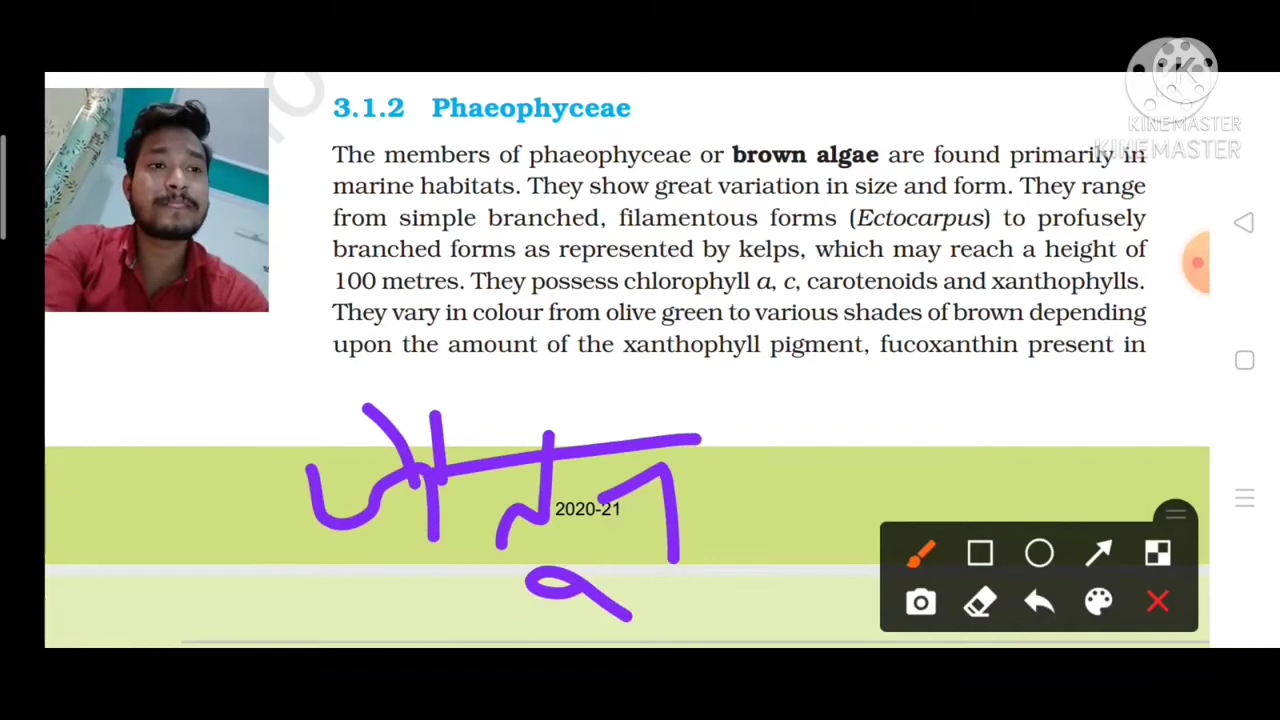 3.1.2 Phaeophyceae
The members of phaeophyceae or brown algae are found primarily in
marine habitats. They show great variation in size and form. They range
from simple branched, filamentous forms (Ectocarpus) to profusely
branched forms as represented by kelps, which may reach a height of
100 metres. They possess chlorophyll a, c, carotenoids and xanthophylls.
They vary in colour from olive green to various shades of brown depending
upon the amount of the xanthophyll pigment, fucoxanthin present in
2020-21
KINEMASTER
KINEMASTER